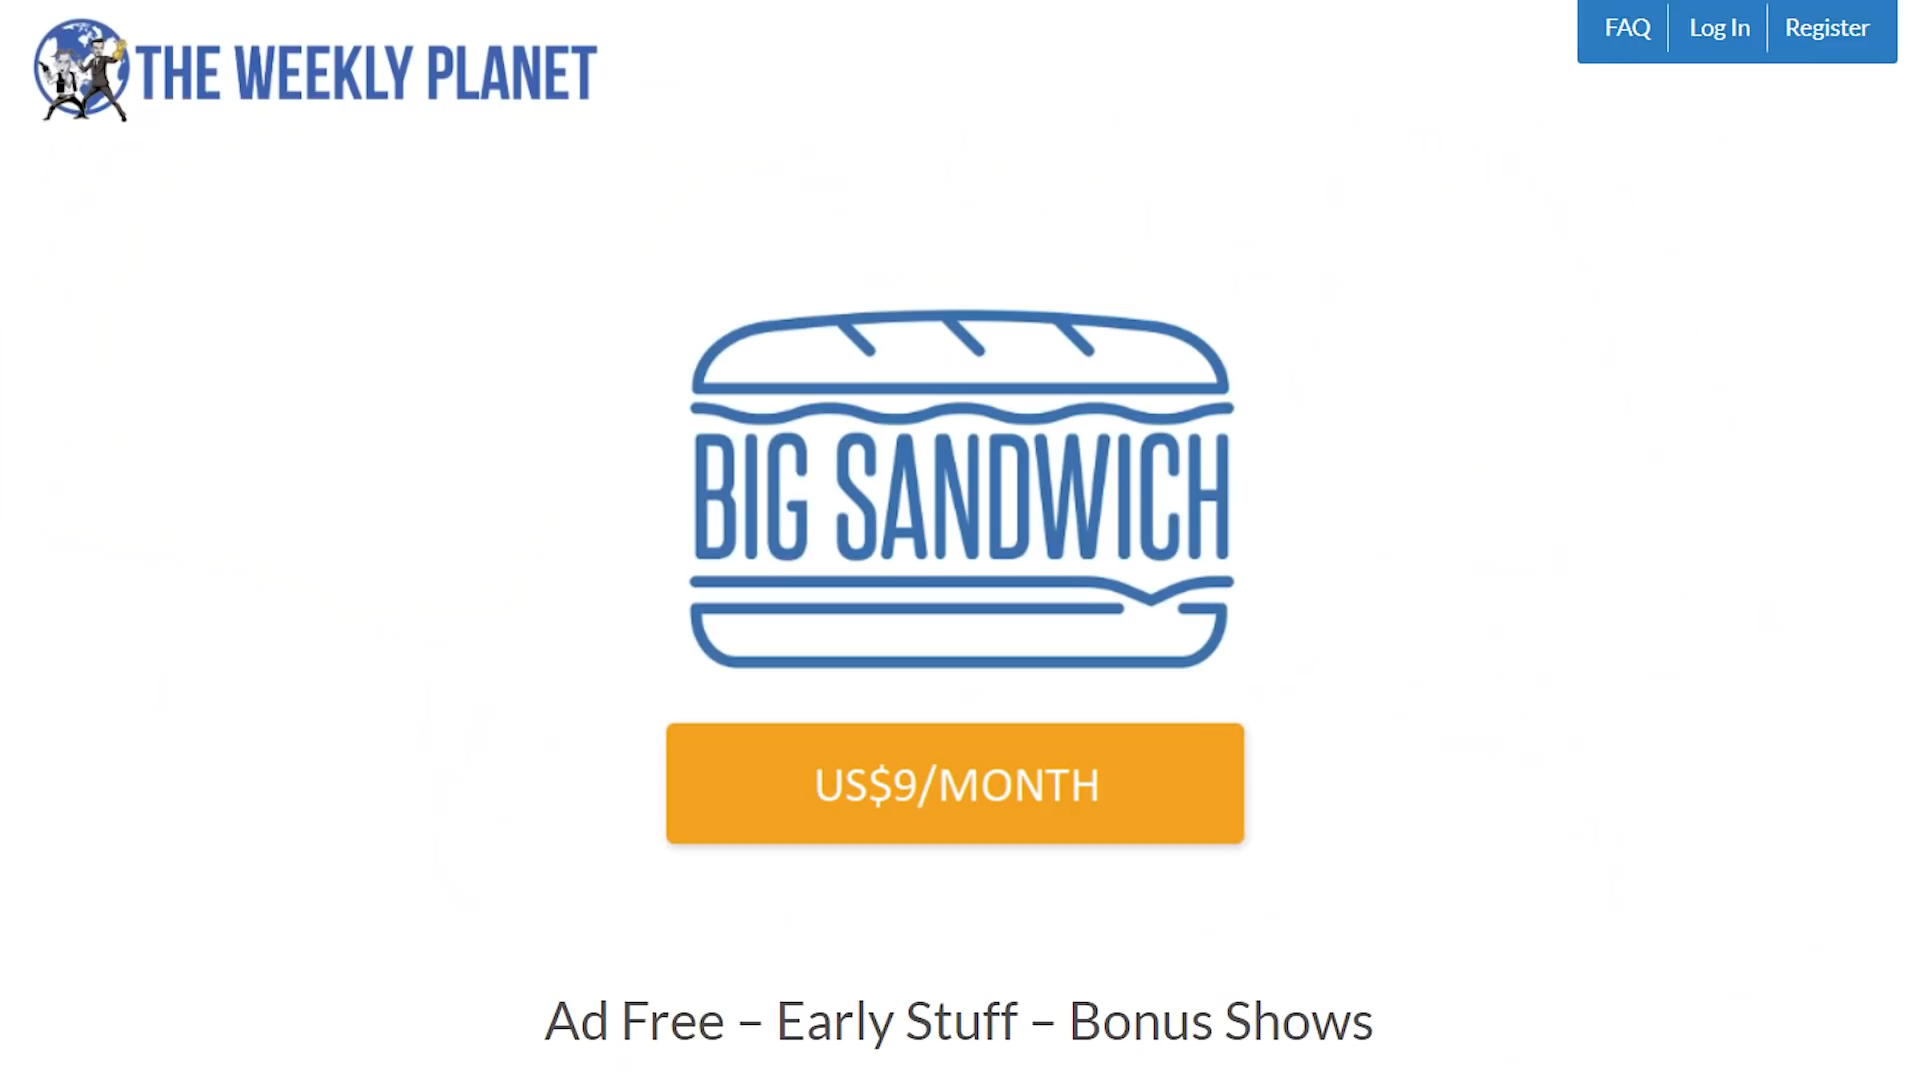 THE WEEKLY PLANET
FAQ
Log In
Register
BIG SANDWICH
US$9/MONTH
Ad Free – Early Stuff – Bonus Shows